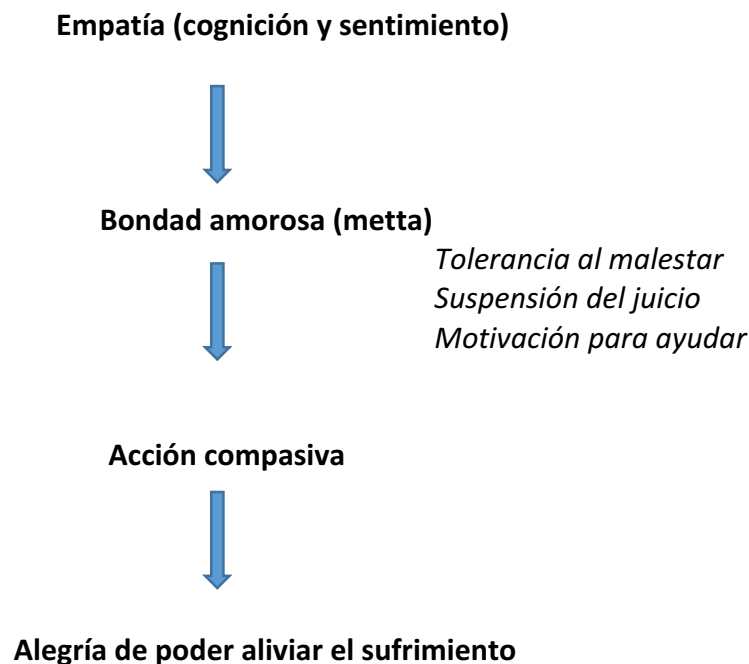 Empatía (cognición y sentimiento)
Bondad amorosa (metta)
Tolerancia al malestar
Suspensión del juicio
Motivación para ayudar
Acción compasiva
Alegría de poder aliviar el sufrimiento